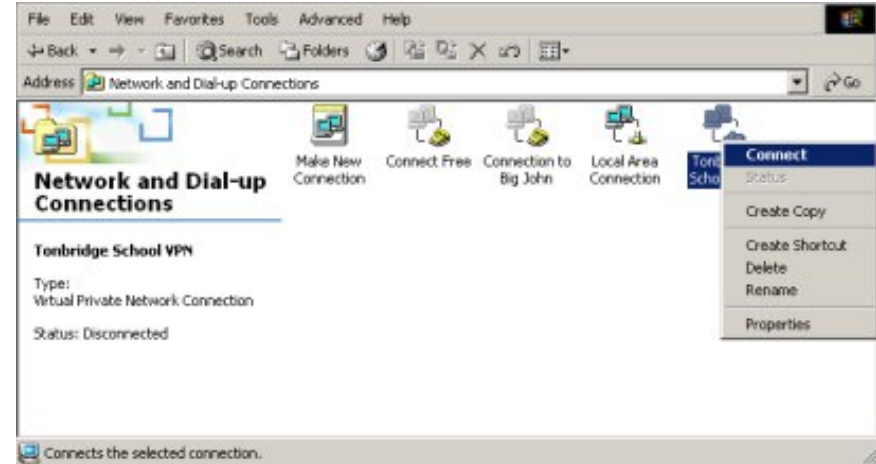 File Edit View Favorites Tools Advanced Help
Back Search Folders
Address Network and Dial-up Connections Go
Make New
Connection
Connect Free
Connection to
Big John
Local Area
Connection
Tonb
Scho
Connect
Status
Create Copy
Create Shortcut
Delete
Rename
Properties
Network and Dial-up
Connections
Tonbridge School VPN
Type:
Virtual Private Network Connection
Status: Disconnected
Connects the selected connection.